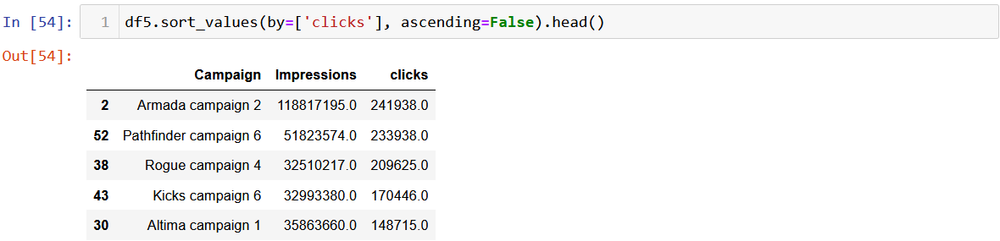 In [54]: 1 df5.sort_values(by=['clicks'], ascending=False).head()
Out[54]:
Campaign Impressions clicks
2 Armada campaign 2 118817195.0 241938.0
52 Pathfinder campaign 6 51823574.0 233938.0
38 Rogue campaign 4 32510217.0 209625.0
43 Kicks campaign 6 32993380.0 170446.0
30 Altima campaign 1 35863660.0 148715.0